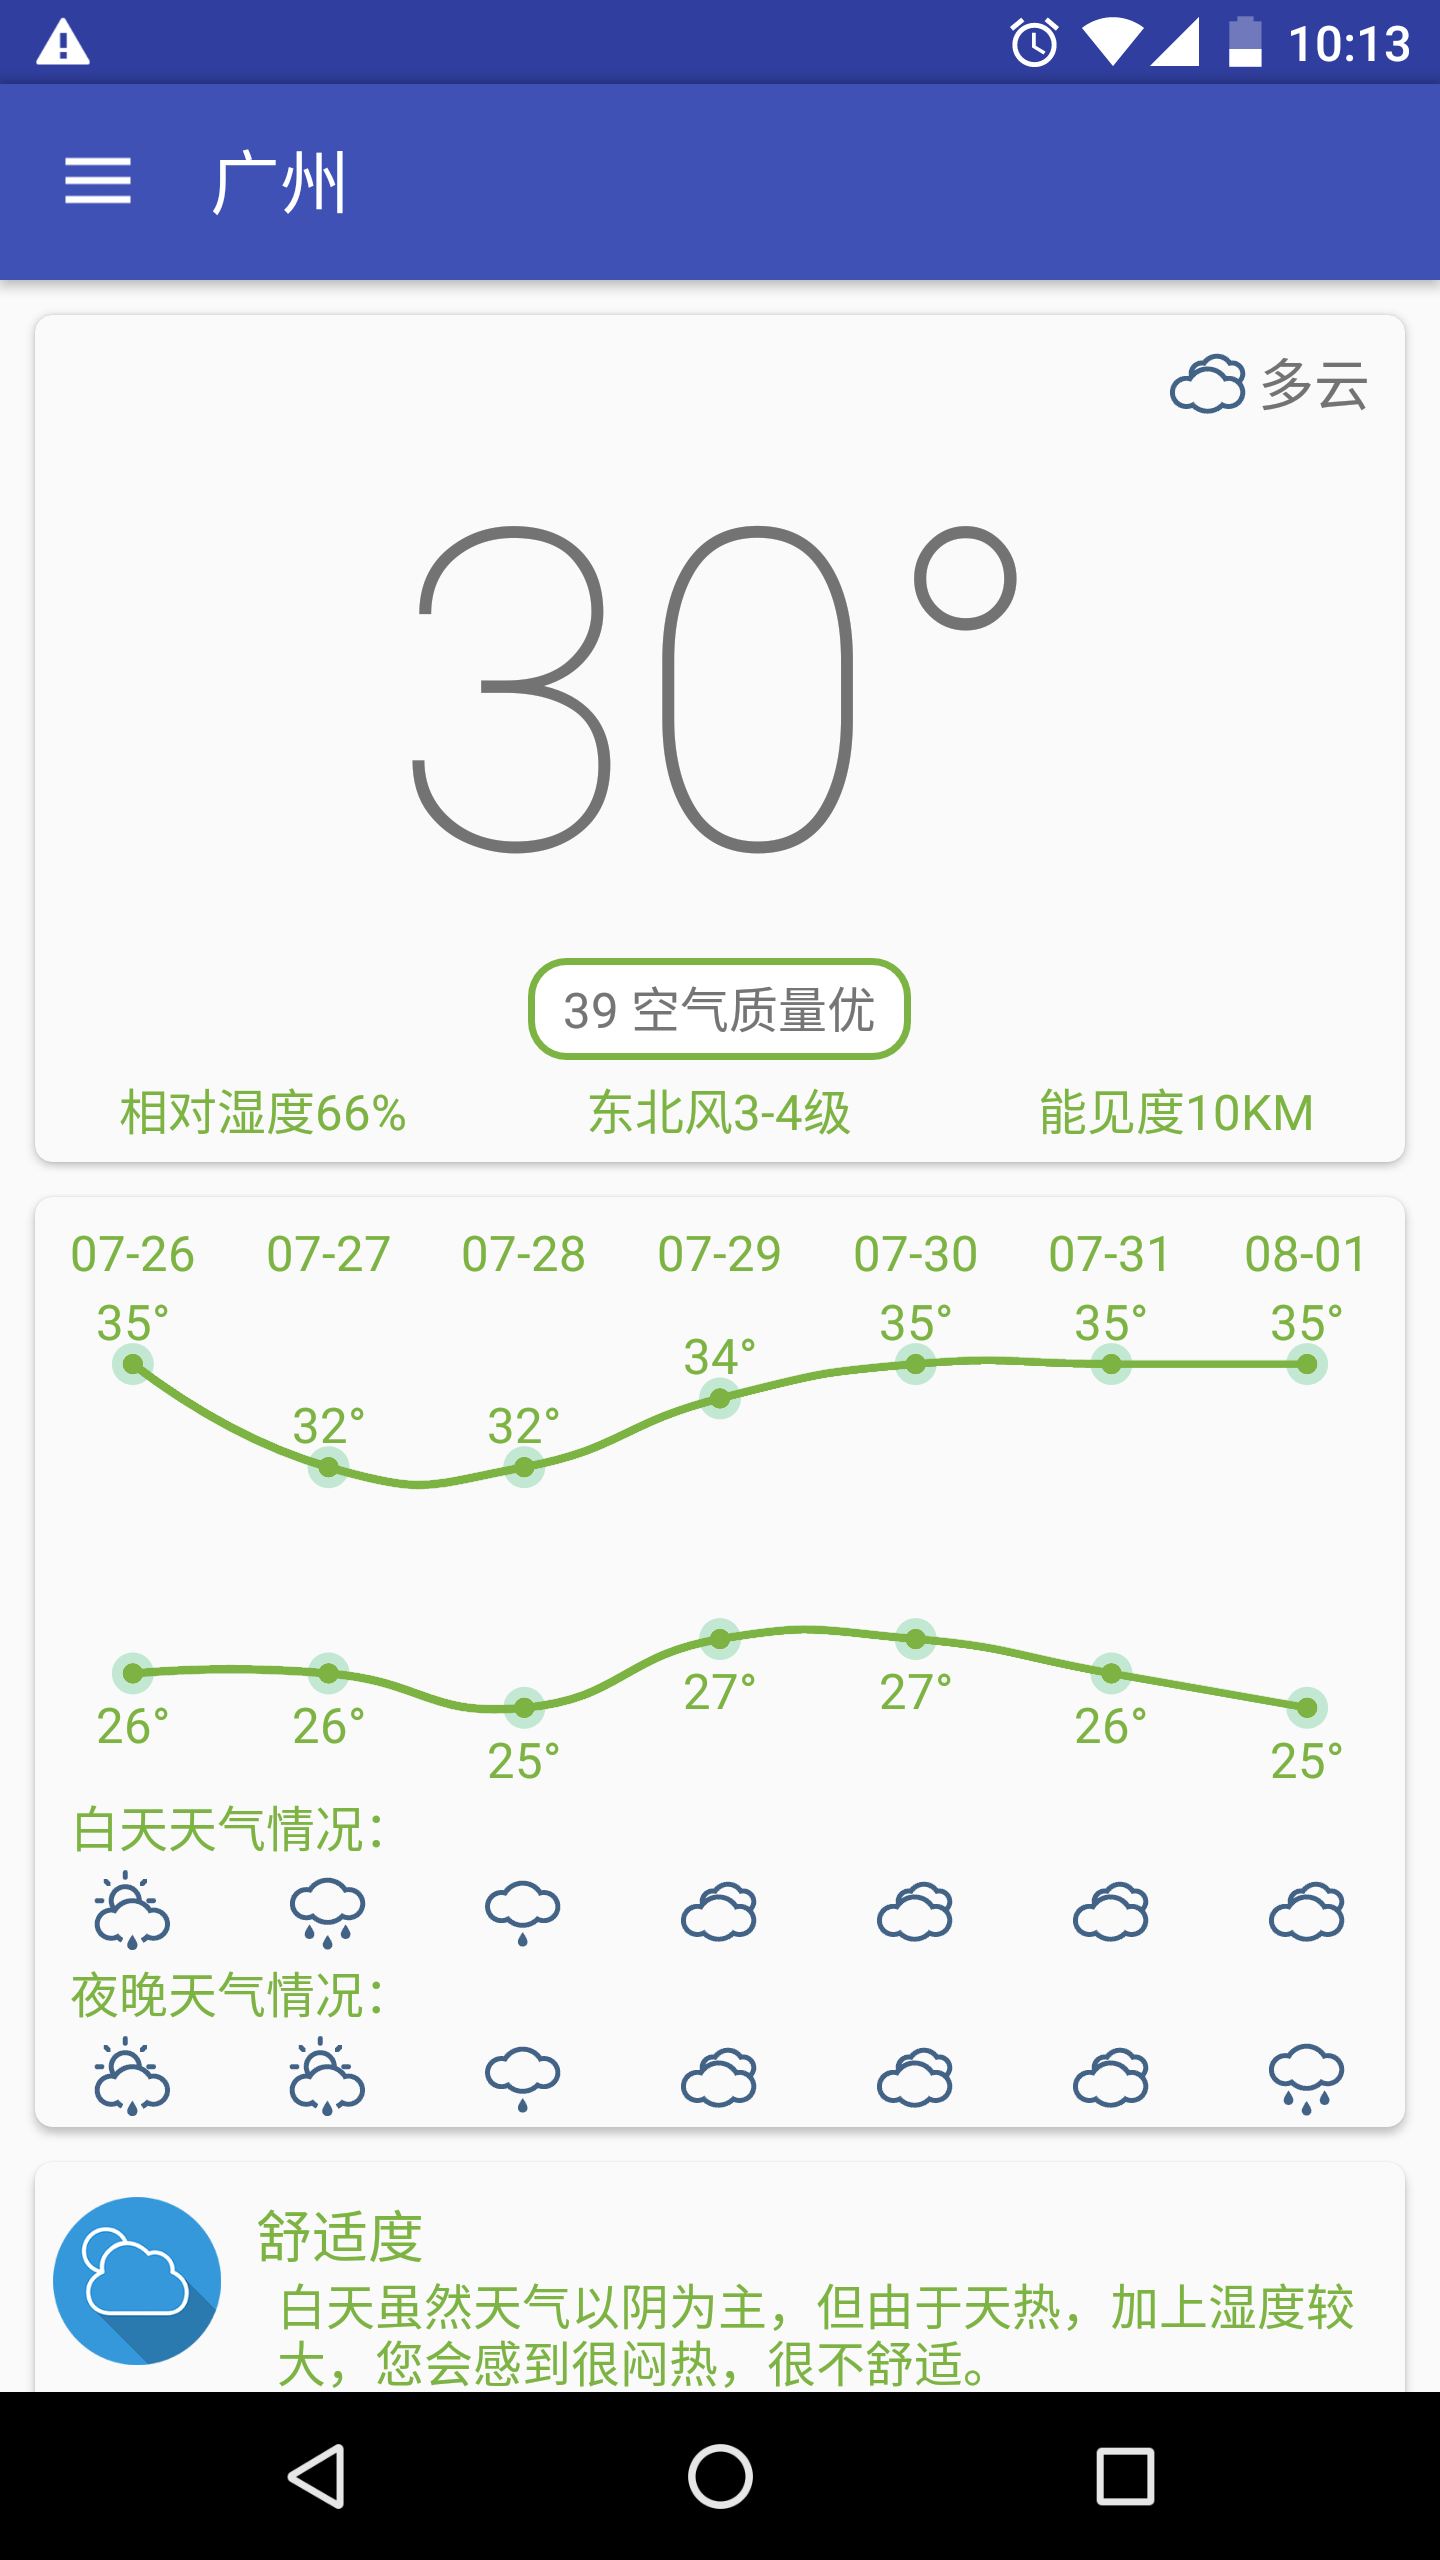 10:13
广州
多云
30°
39 空气质量优
相对湿度66% 东北风3-4级 能见度10KM
07-26 07-27 07-28 07-29 07-30 07-31 08-01
35° 32° 32° 34° 35° 35° 35°
26° 26° 25° 27° 27° 26° 25°
白天天气情况：
夜晚天气情况：
舒适度
白天虽然天气以阴为主，但由于天热，加上湿度较
大，您会感到很闷热，很不舒适。